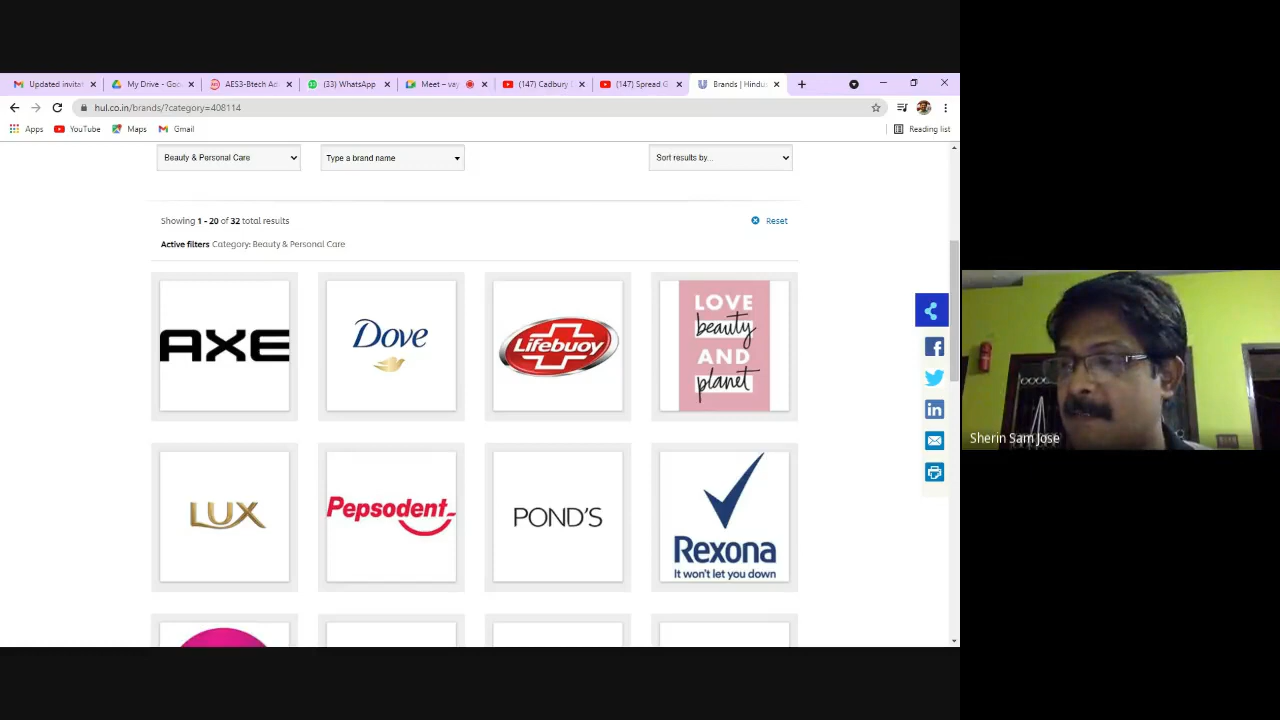 Updated invitat
My Drive - Goo
AES3-Btech Ad
(33) WhatsApp
Meet – vay
(147) Cadbury
(147) Spread G
Brands | Hindus
hul.co.in/brands/?category=408114
Apps
YouTube
Maps
Gmail
Reading list
Beauty & Personal Care
Type a brand name
Sort results by...
Showing 1 - 20 of 32 total results
Reset
Active filters Category: Beauty & Personal Care
AXE
Dove
Lifebuoy
LOVE
beauty
AND
planet
LUX
Pepsodent
POND'S
Rexona
It won't let you down
Sherin Sam Jose